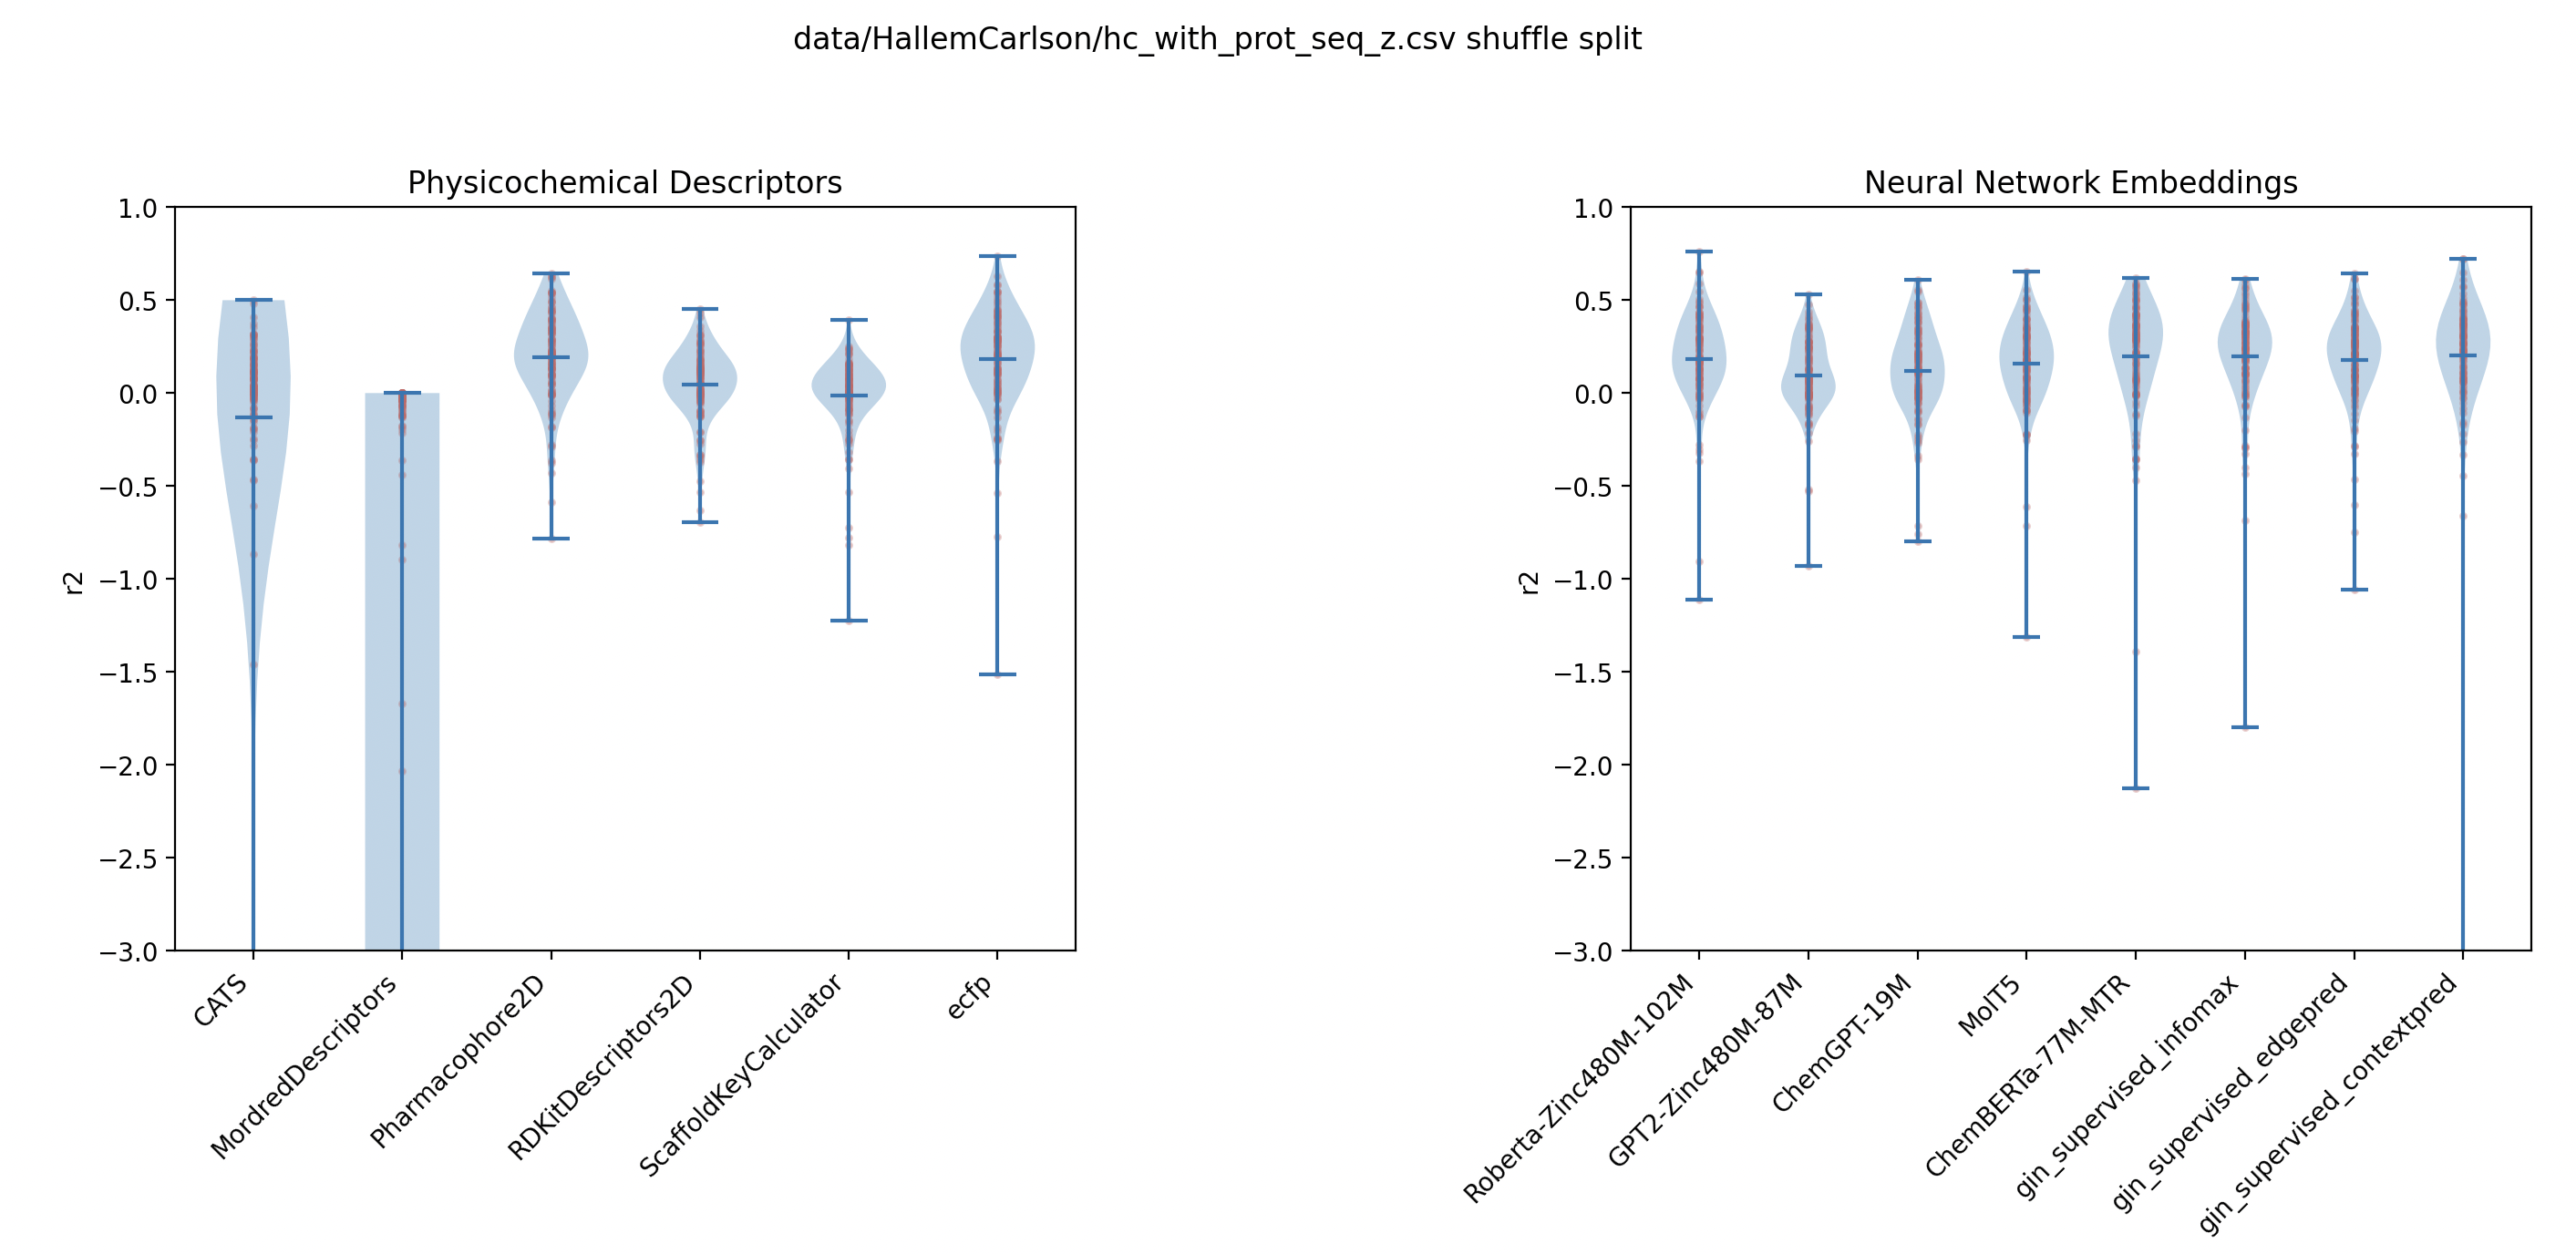 data/HallemCarlson/hc_with_prot_seq_z.csv shuffle split
Physicochemical Descriptors
1.0
0.5
0.0
−0.5
−1.0
−1.5
−2.0
−2.5
−3.0
r2
CATS
MordredDescriptors
Pharmacophore2D
RDKitDescriptors2D
ScaffoldKeyCalculator
ecfp
Neural Network Embeddings
1.0
0.5
0.0
−0.5
−1.0
−1.5
−2.0
−2.5
−3.0
r2
Roberta-Zinc480M-102M
GPT2-Zinc480M-87M
ChemGPT-19M
MolT5
ChemBERTa-77M-MTR
gin_supervised_infomax
gin_supervised_edgepred
gin_supervised_contextpred